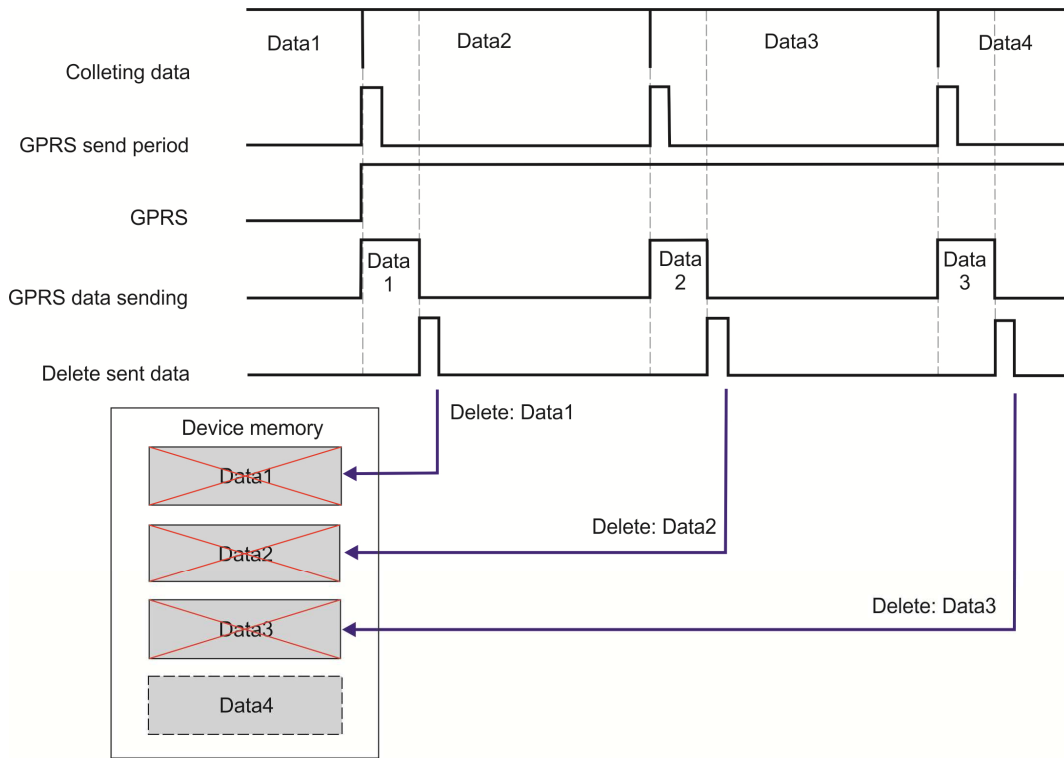 Data1
Data2
Data3
Data4
Colleting data
GPRS send period
GPRS
Data
1
Data
2
Data
3
GPRS data sending
Delete sent data
Delete: Data1
Device memory
Data1
Delete: Data2
Data2
Delete: Data3
Data3
Data4